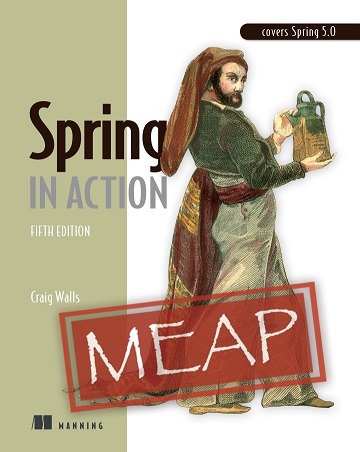 covers Spring 5.0
Spring
IN ACTION
FIFTH EDITION
Craig Walls
MEAP
MANNING